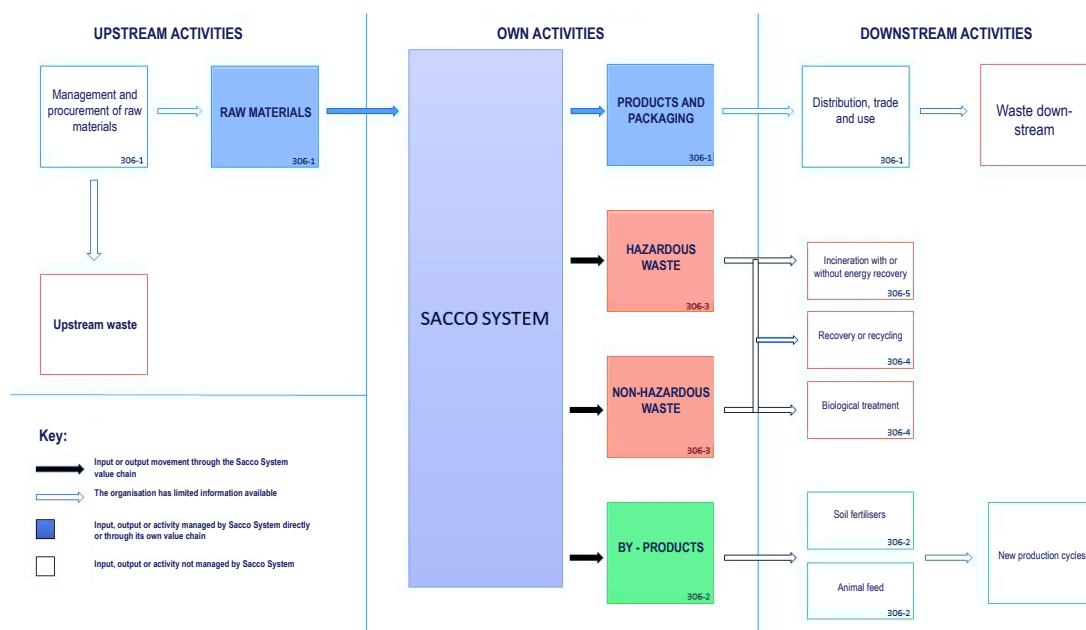 UPSTREAM ACTIVITIES
OWN ACTIVITIES
DOWNSTREAM ACTIVITIES
Management and
procurement of raw
materials
306-1
RAW MATERIALS
306-1
PRODUCTS AND
PACKAGING
306-1
Distribution, trade
and use
306-1
Waste down-
stream
Upstream waste
SACCO SYSTEM
HAZARDOUS
WASTE
306-3
Incineration with or
without energy recovery
306-5
Recovery or recycling
306-4
NON-HAZARDOUS
WASTE
306-3
Biological treatment
306-4
BY - PRODUCTS
306-2
Soil fertilisers
306-2
Animal feed
306-2
New production cycles
Key:
Input or output movement through the Sacco System
value chain
The organisation has limited information available
Input, output or activity managed by Sacco System directly
or through its own value chain
Input, output or activity not managed by Sacco System